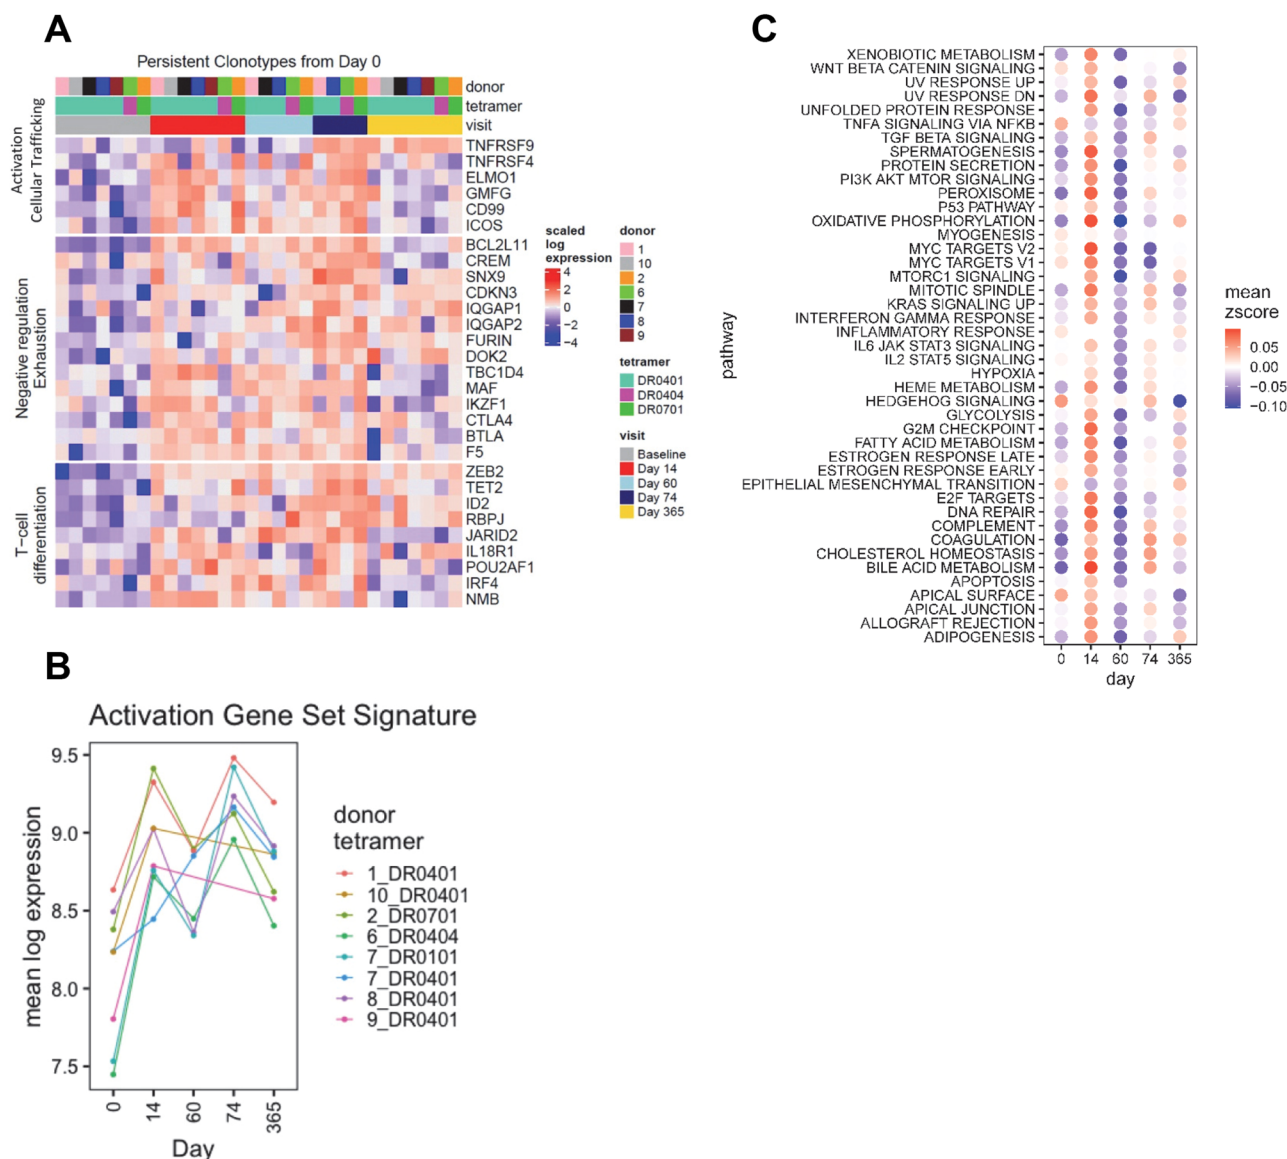 A
Persistent Clonotypes from Day 0
donor
tetramer
visit
Activation
Cellular Trafficking
TNFRSF9
TNFRSF4
ELMO1
GMFG
CD99
ICOS
Negative regulation
Exhaustion
BCL2L11
CREM
SNX9
CDKN3
IQGAP1
IQGAP2
FURIN
DOK2
TBC1D4
MAF
IKZF1
CTLA4
BTLA
F5
T-cell
differentiation
ZEB2
TET2
ID2
RBPJ
JARID2
IL18R1
POU2AF1
IRF4
NMB
scaled
log
expression
4
2
0
−2
−4
donor
1
10
2
6
7
8
9
tetramer
DR0401
DR0404
DR0701
visit
Baseline
Day 14
Day 60
Day 74
Day 365
B
Activation Gene Set Signature
mean log expression
9.5
9.0
8.5
8.0
7.5
0
14
60
74
365
Day
donor
tetramer
1_DR0401
10_DR0401
2_DR0701
6_DR0404
7_DR0101
7_DR0401
8_DR0401
9_DR0401
C
pathway
XENOBIOTIC METABOLISM
WNT BETA CATENIN SIGNALING
UV RESPONSE UP
UV RESPONSE DN
UNFOLDED PROTEIN RESPONSE
TNFA SIGNALING VIA NFKB
TGF BETA SIGNALING
SPERMATOGENESIS
PROTEIN SECRETION
PI3K AKT MTOR SIGNALING
PEROXISOME
P53 PATHWAY
OXIDATIVE PHOSPHORYLATION
MYOGENESIS
MYC TARGETS V2
MYC TARGETS V1
MTORC1 SIGNALING
MITOTIC SPINDLE
KRAS SIGNALING UP
INTERFERON GAMMA RESPONSE
INFLAMMATORY RESPONSE
IL6 JAK STAT3 SIGNALING
IL2 STAT5 SIGNALING
HYPOXIA
HEME METABOLISM
HEDGEHOG SIGNALING
GLYCOLYSIS
G2M CHECKPOINT
FATTY ACID METABOLISM
ESTROGEN RESPONSE LATE
ESTROGEN RESPONSE EARLY
EPITHELIAL MESENCHYMAL TRANSITION
E2F TARGETS
DNA REPAIR
COMPLEMENT
COAGULATION
CHOLESTEROL HOMEOSTASIS
BILE ACID METABOLISM
APOPTOSIS
APICAL SURFACE
APICAL JUNCTION
ALLOGRAFT REJECTION
ADIPOGENESIS
0 14 60 74 365
day
mean
zscore
0.05
0.00
−0.05
−0.10